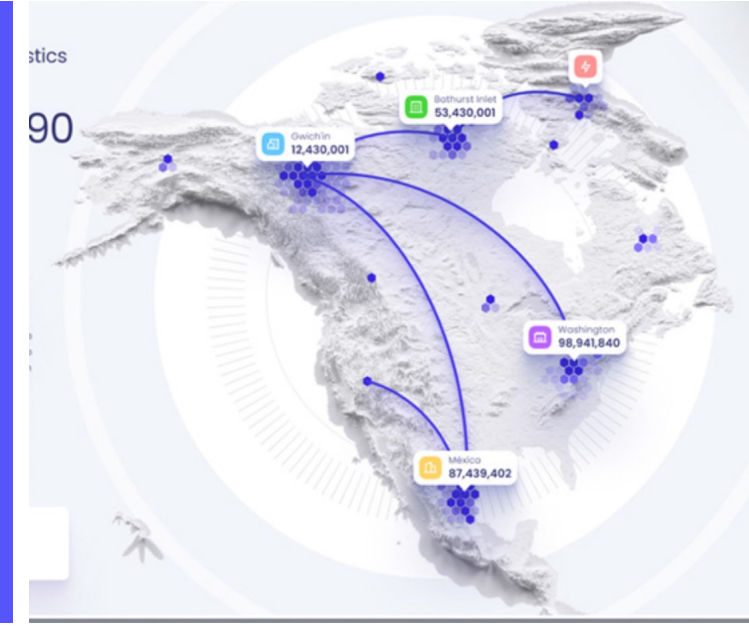 stics
90
Bathurst Inlet
53,430,001
Gwich'in
12,430,001
Washington
98,941,840
México
87,439,402